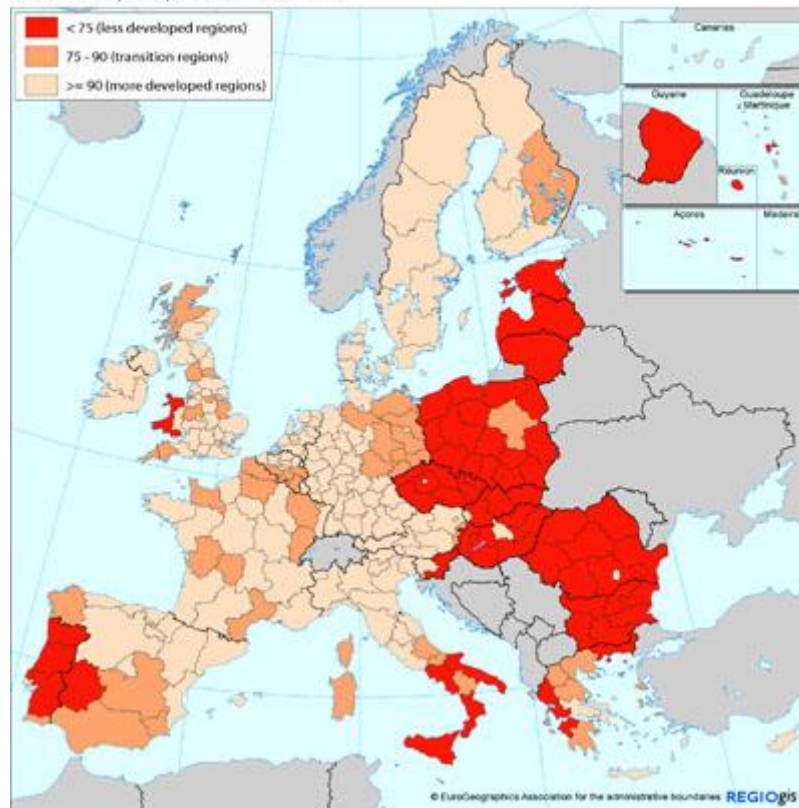 < 75 (less developed regions)
75 - 90 (transition regions)
>= 90 (more developed regions)
Canarias
Guyane
Guadeloupe
Martinique
Réunion
Açores
Madeira
© EuroGeographics Association for the administrative boundaries
REGIOgis